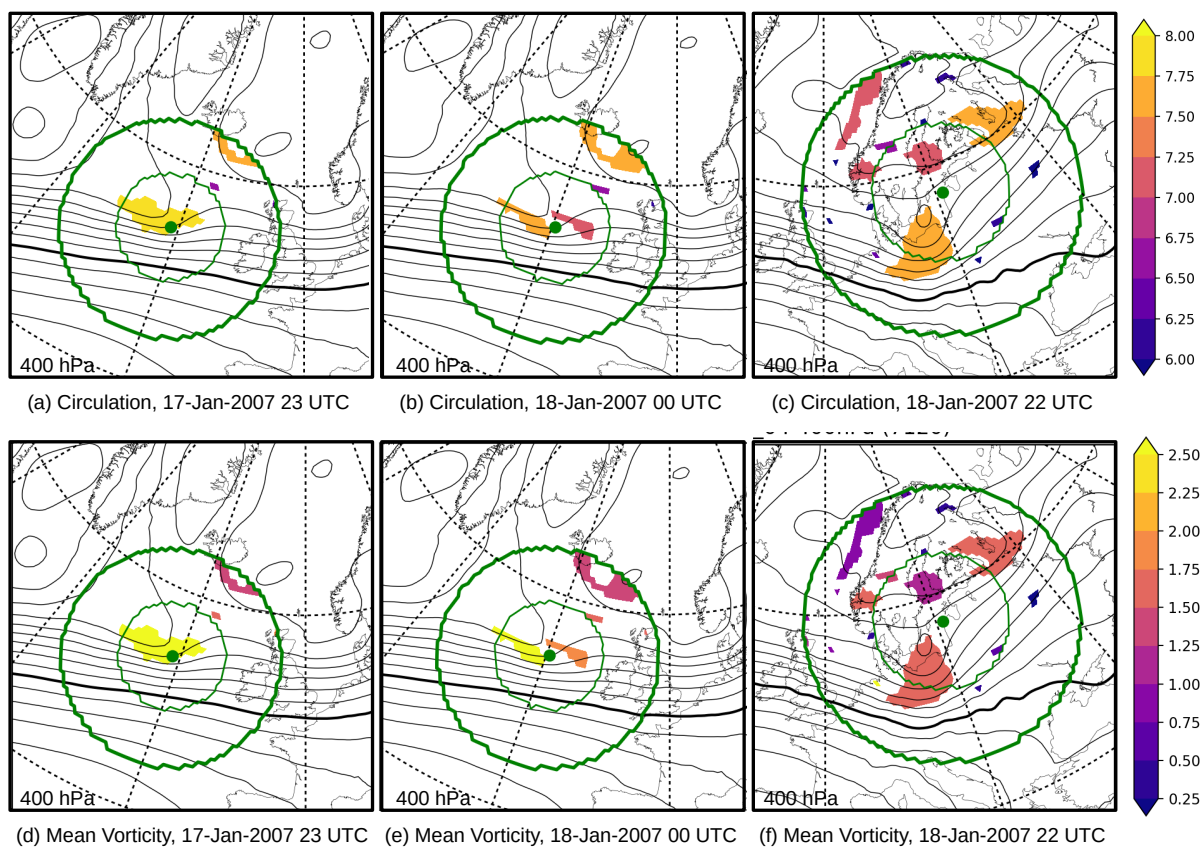 400 hPa
400 hPa
400 hPa
8.00
7.75
7.50
7.25
7.00
6.75
6.50
6.25
6.00
(a) Circulation, 17-Jan-2007 23 UTC
(b) Circulation, 18-Jan-2007 00 UTC
(c) Circulation, 18-Jan-2007 22 UTC
400 hPa
400 hPa
400 hPa
2.50
2.25
2.00
1.75
1.50
1.25
1.00
0.75
0.50
0.25
(d) Mean Vorticity, 17-Jan-2007 23 UTC
(e) Mean Vorticity, 18-Jan-2007 00 UTC
(f) Mean Vorticity, 18-Jan-2007 22 UTC